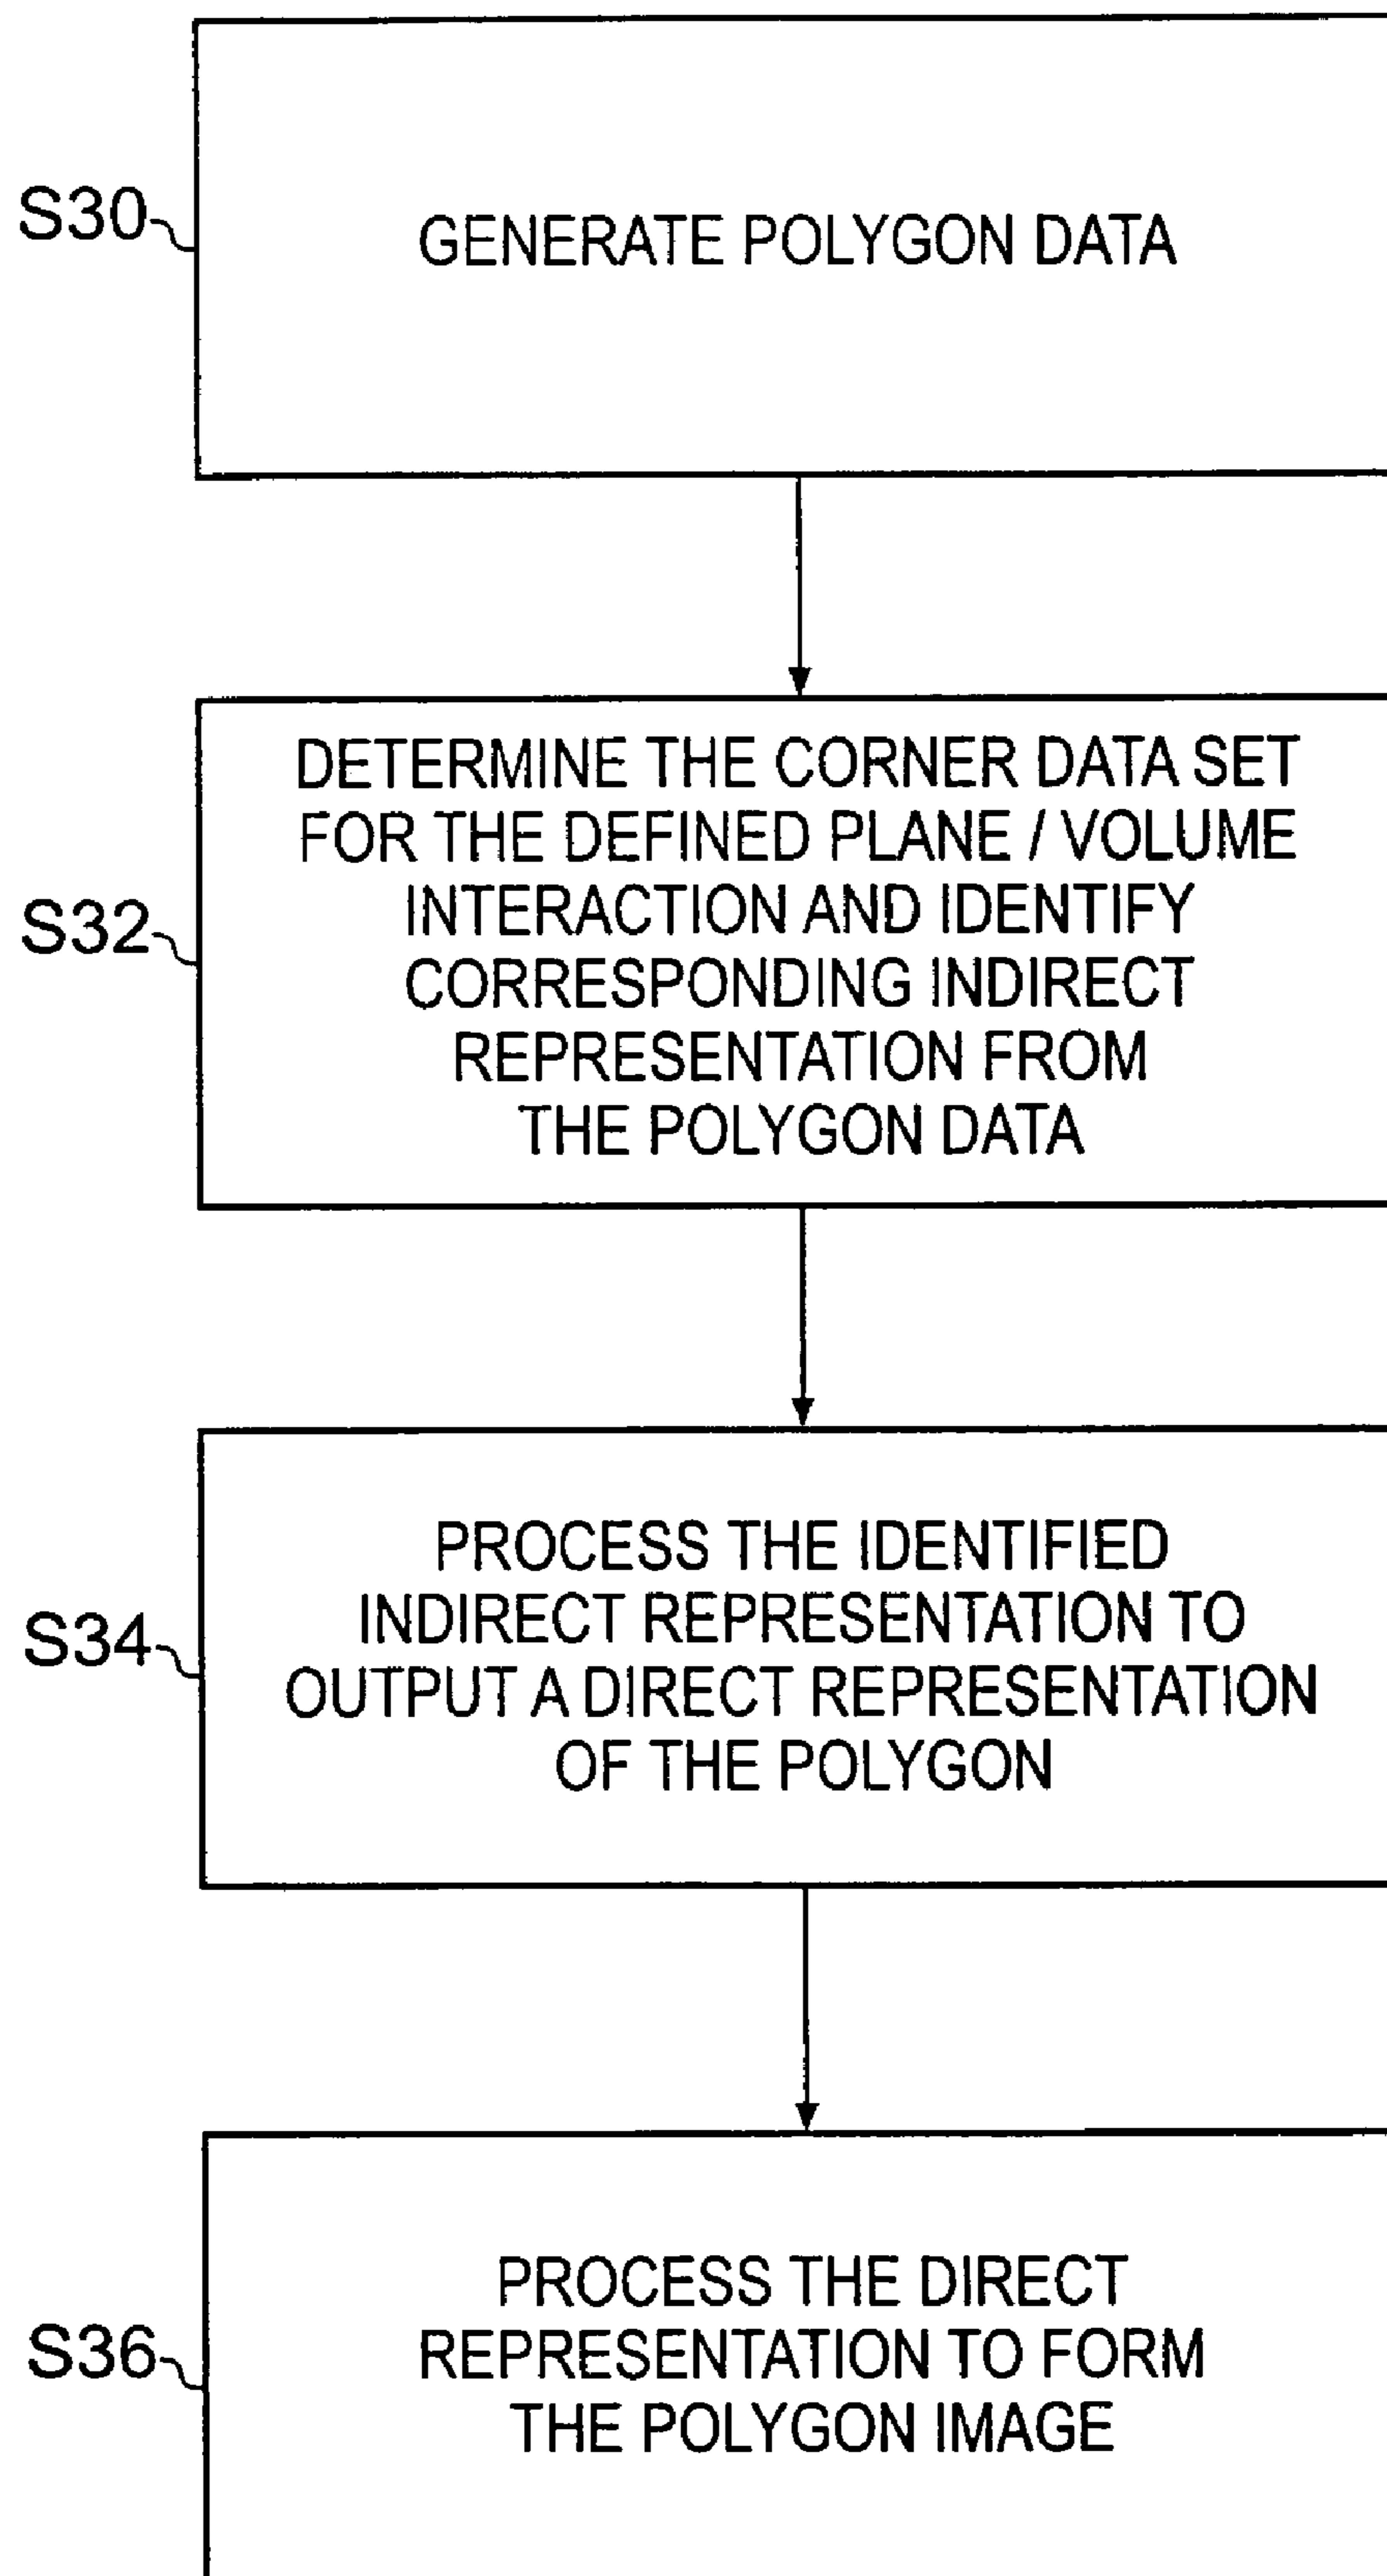 S30
GENERATE POLYGON DATA
S32
DETERMINE THE CORNER DATA SET
FOR THE DEFINED PLANE / VOLUME
INTERACTION AND IDENTIFY
CORRESPONDING INDIRECT
REPRESENTATION FROM
THE POLYGON DATA
S34
PROCESS THE IDENTIFIED
INDIRECT REPRESENTATION TO
OUTPUT A DIRECT REPRESENTATION
OF THE POLYGON
S36
PROCESS THE DIRECT
REPRESENTATION TO FORM
THE POLYGON IMAGE